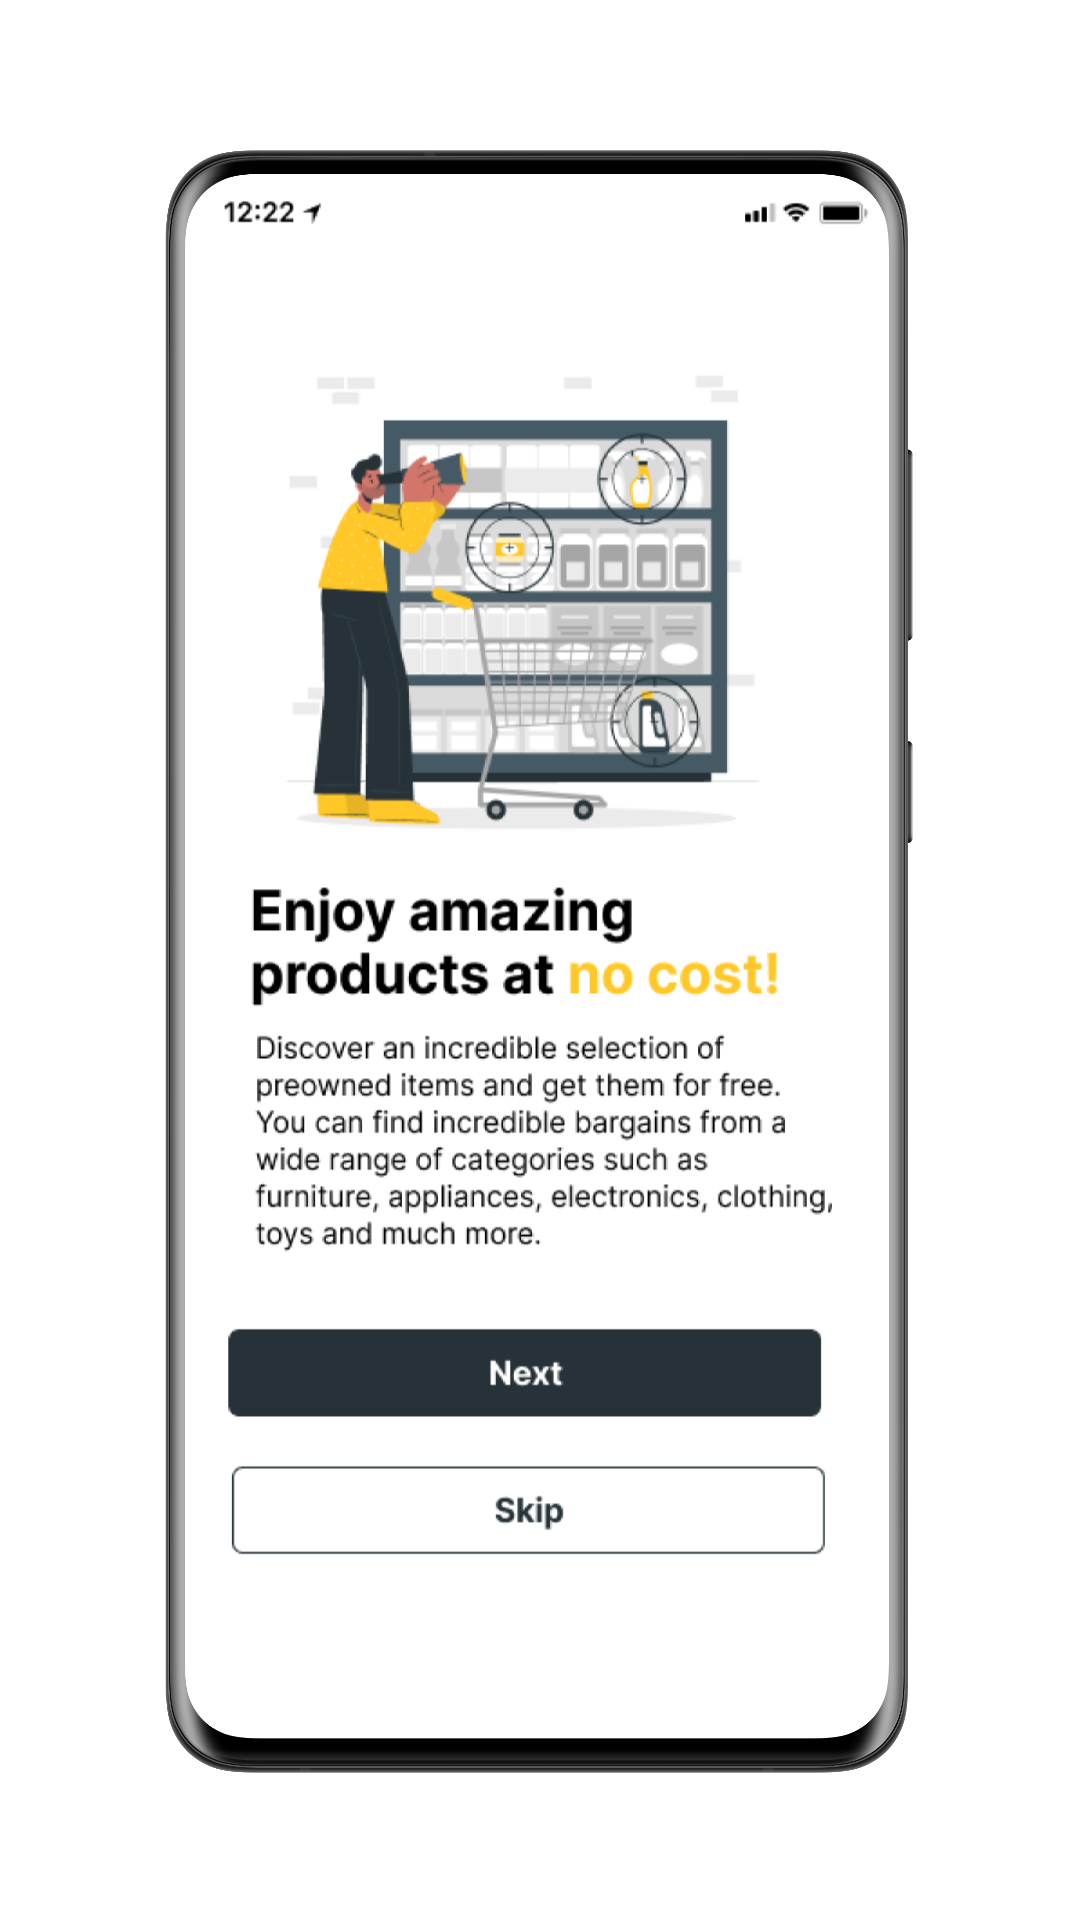 12:22
Enjoy amazing
products at no cost!
Discover an incredible selection of
preowned items and get them for free.
You can find incredible bargains from a
wide range of categories such as
furniture, appliances, electronics, clothing,
toys and much more.
Next
Skip